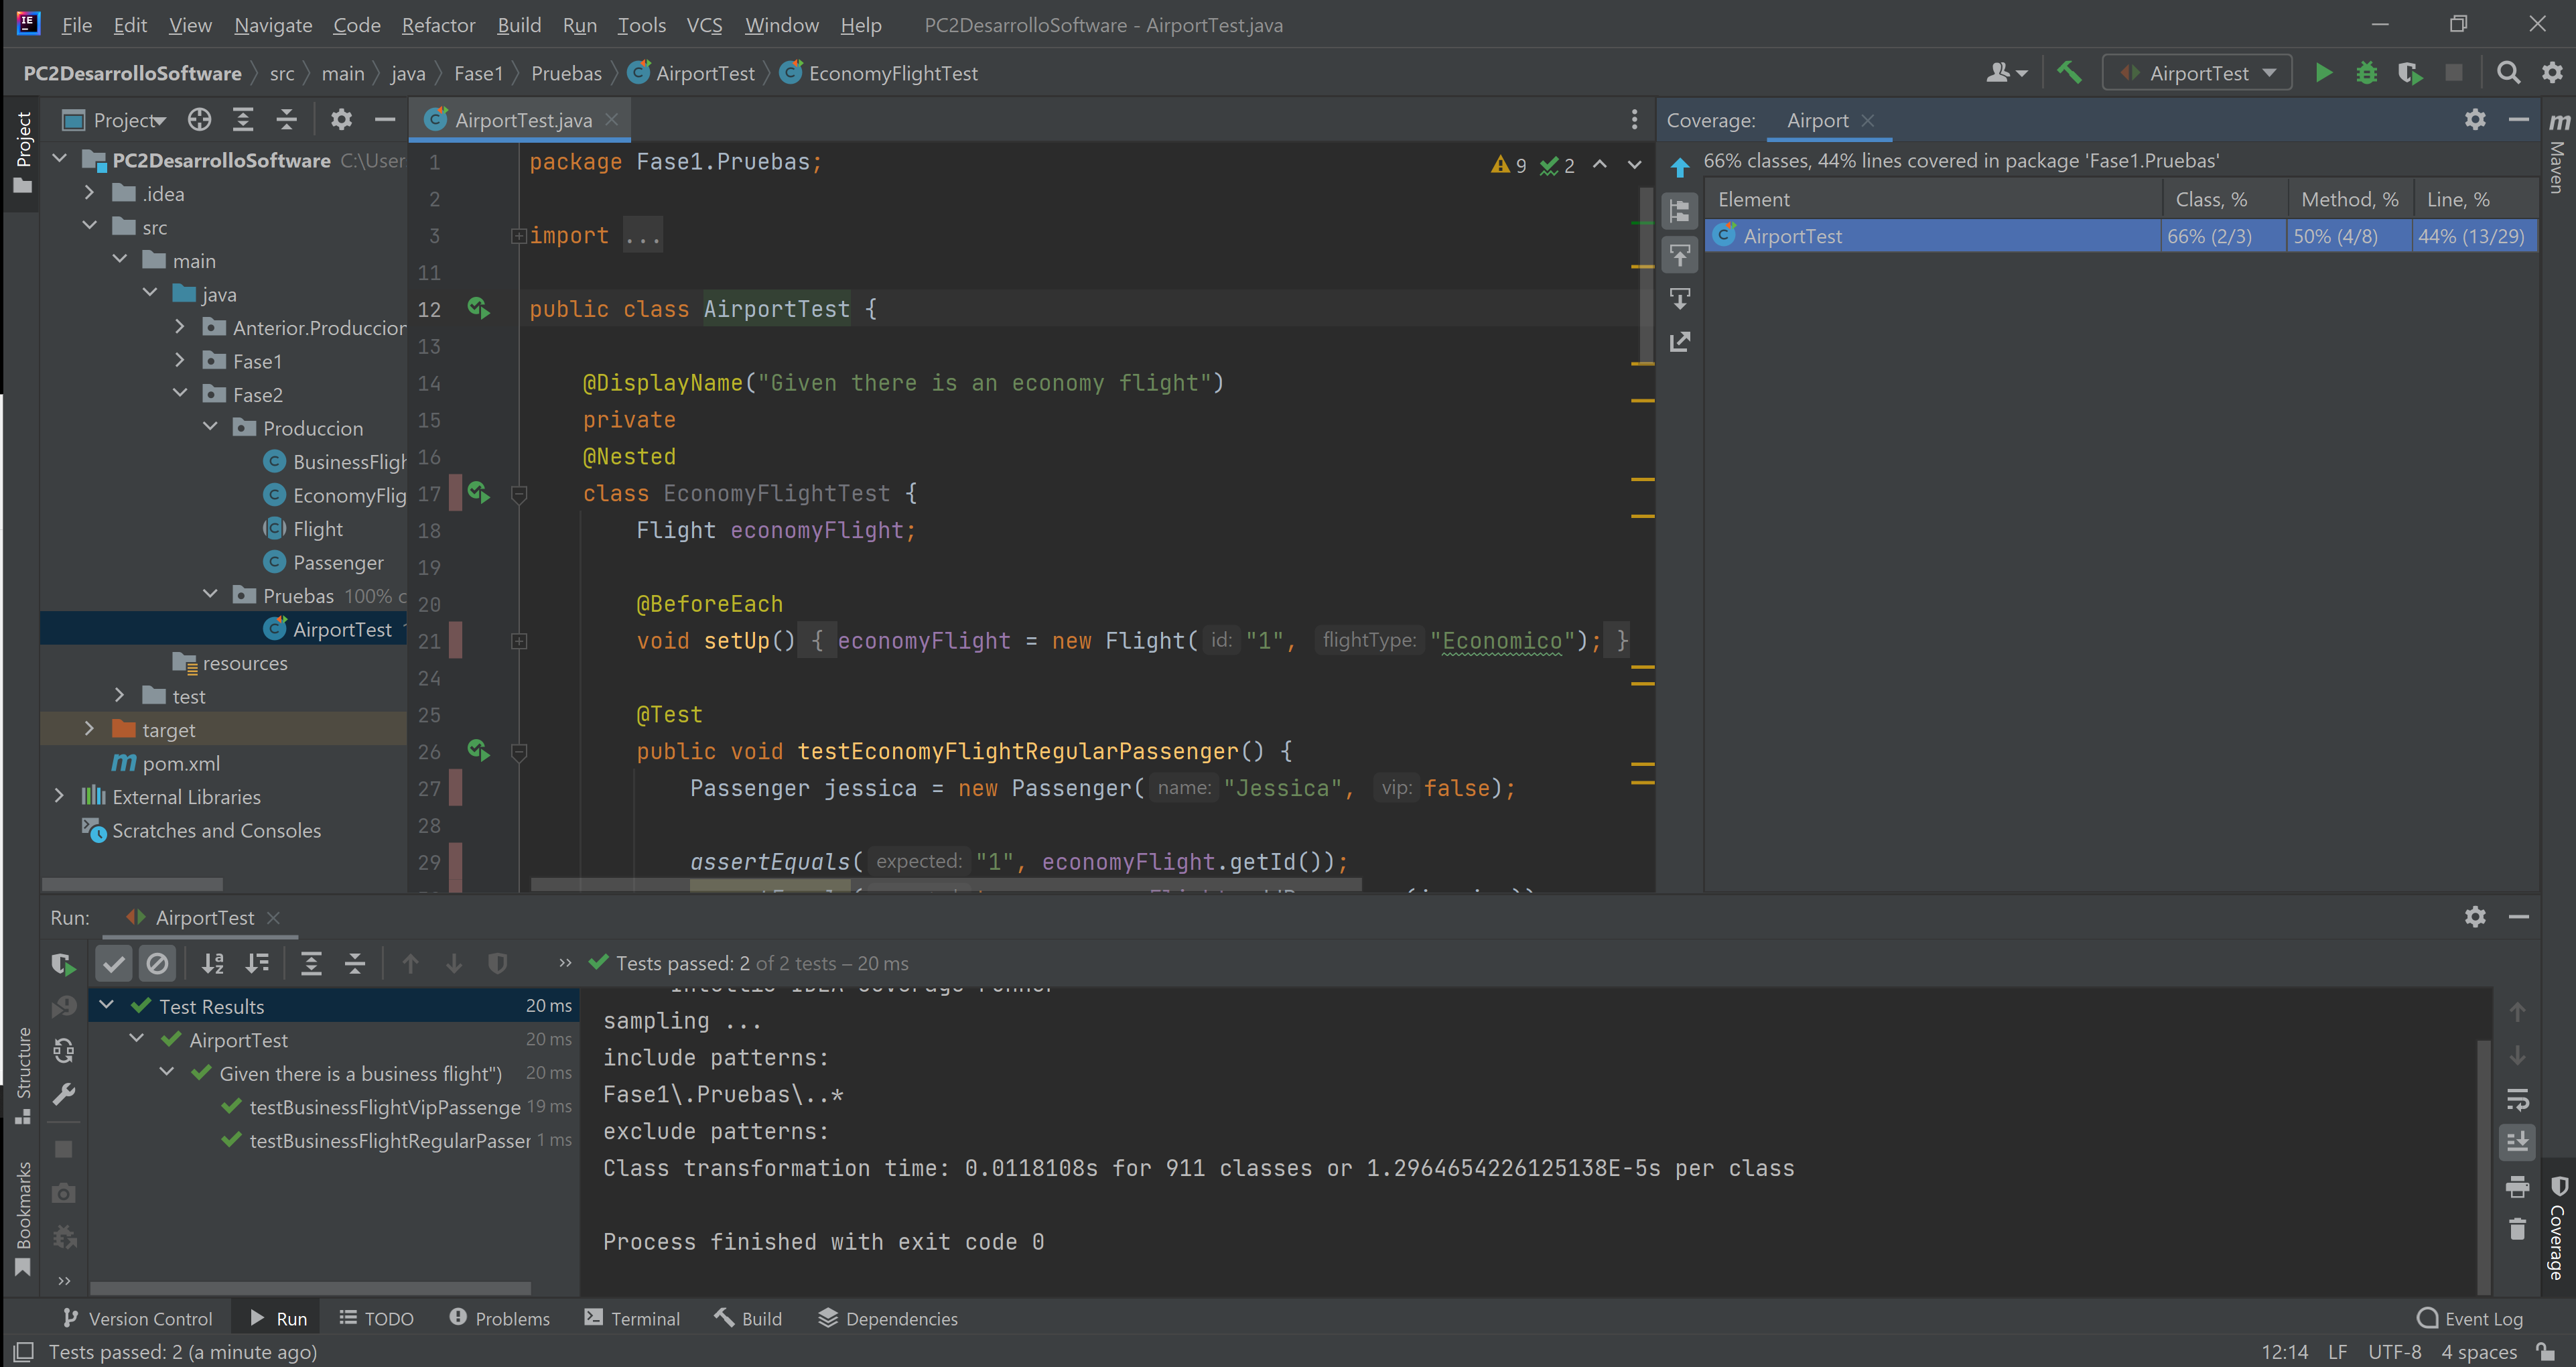 File Edit View Navigate Code Refactor Build Run Tools VCS Window Help PC2DesarrolloSoftware - AirportTest.java
PC2DesarrolloSoftware src main java Fase1 Pruebas AirportTest EconomyFlightTest AirportTest
Project
Project
PC2DesarrolloSoftware C:\User
.idea
src
main
java
Anterior.Produccion
Fase1
Fase2
Produccion
BusinessFligh
EconomyFlig
Flight
Passenger
Pruebas 100% c
AirportTest
resources
test
target
pom.xml
External Libraries
Scratches and Consoles
AirportTest.java
9 2
1 package Fase1.Pruebas;
2
3 import ...
11
12 public class AirportTest {
13
14 @DisplayName("Given there is an economy flight")
15 private
16 @Nested
17 class EconomyFlightTest {
18 Flight economyFlight;
19
20 @BeforeEach
21 void setUp() { economyFlight = new Flight( id: "1", flightType: "Economico"); }
24
25 @Test
26 public void testEconomyFlightRegularPassenger() {
27 Passenger jessica = new Passenger( name: "Jessica", vip: false);
28
29 assertEquals( expected: "1", economyFlight.getId());
Coverage: Airport
66% classes, 44% lines covered in package 'Fase1.Pruebas'
Element Class, % Method, % Line, %
AirportTest 66% (2/3) 50% (4/8) 44% (13/29)
Maven
Run: AirportTest
Tests passed: 2 of 2 tests – 20 ms
Test Results 20 ms
AirportTest 20 ms
Given there is a business flight") 20 ms
testBusinessFlightVipPassenge 19 ms
testBusinessFlightRegularPasser 1 ms
IntelliJ IDEA coverage runner
sampling ...
include patterns:
Fase1\.Pruebas\..*
exclude patterns:
Class transformation time: 0.0118108s for 911 classes or 1.2964654226125138E-5s per class
Process finished with exit code 0
Structure
Bookmarks
Coverage
Version Control Run TODO Problems Terminal Build Dependencies Event Log
Tests passed: 2 (a minute ago) 12:14 LF UTF-8 4 spaces